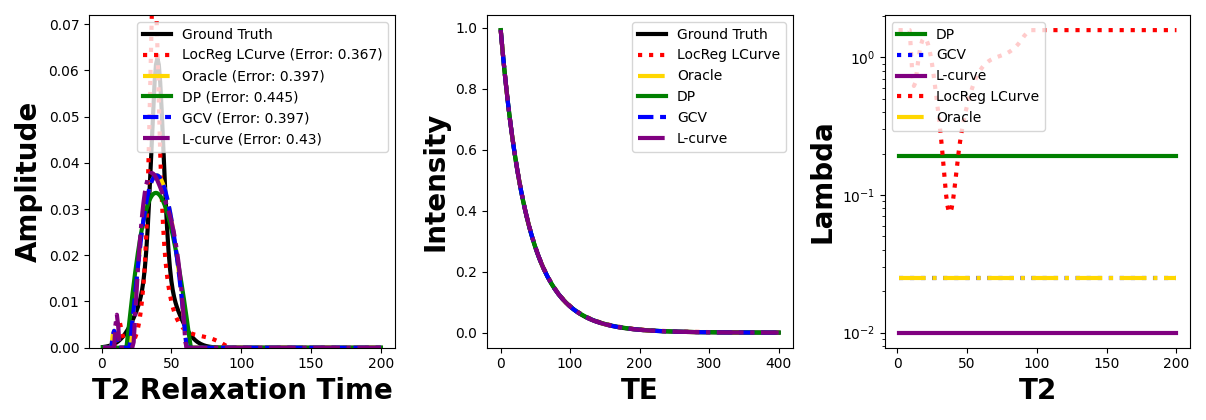 0.00
0.01
0.02
0.03
0.04
0.05
0.06
0.07
0
50
100
150
200
Amplitude
T2 Relaxation Time
Ground Truth
LocReg LCurve (Error: 0.367)
Oracle (Error: 0.397)
DP (Error: 0.445)
GCV (Error: 0.397)
L-curve (Error: 0.43)
0.0
0.2
0.4
0.6
0.8
1.0
0
100
200
300
400
Intensity
TE
Ground Truth
LocReg LCurve
Oracle
DP
GCV
L-curve
10⁻²
10⁻¹
10⁰
0
50
100
150
200
Lambda
T2
DP
GCV
L-curve
LocReg LCurve
Oracle